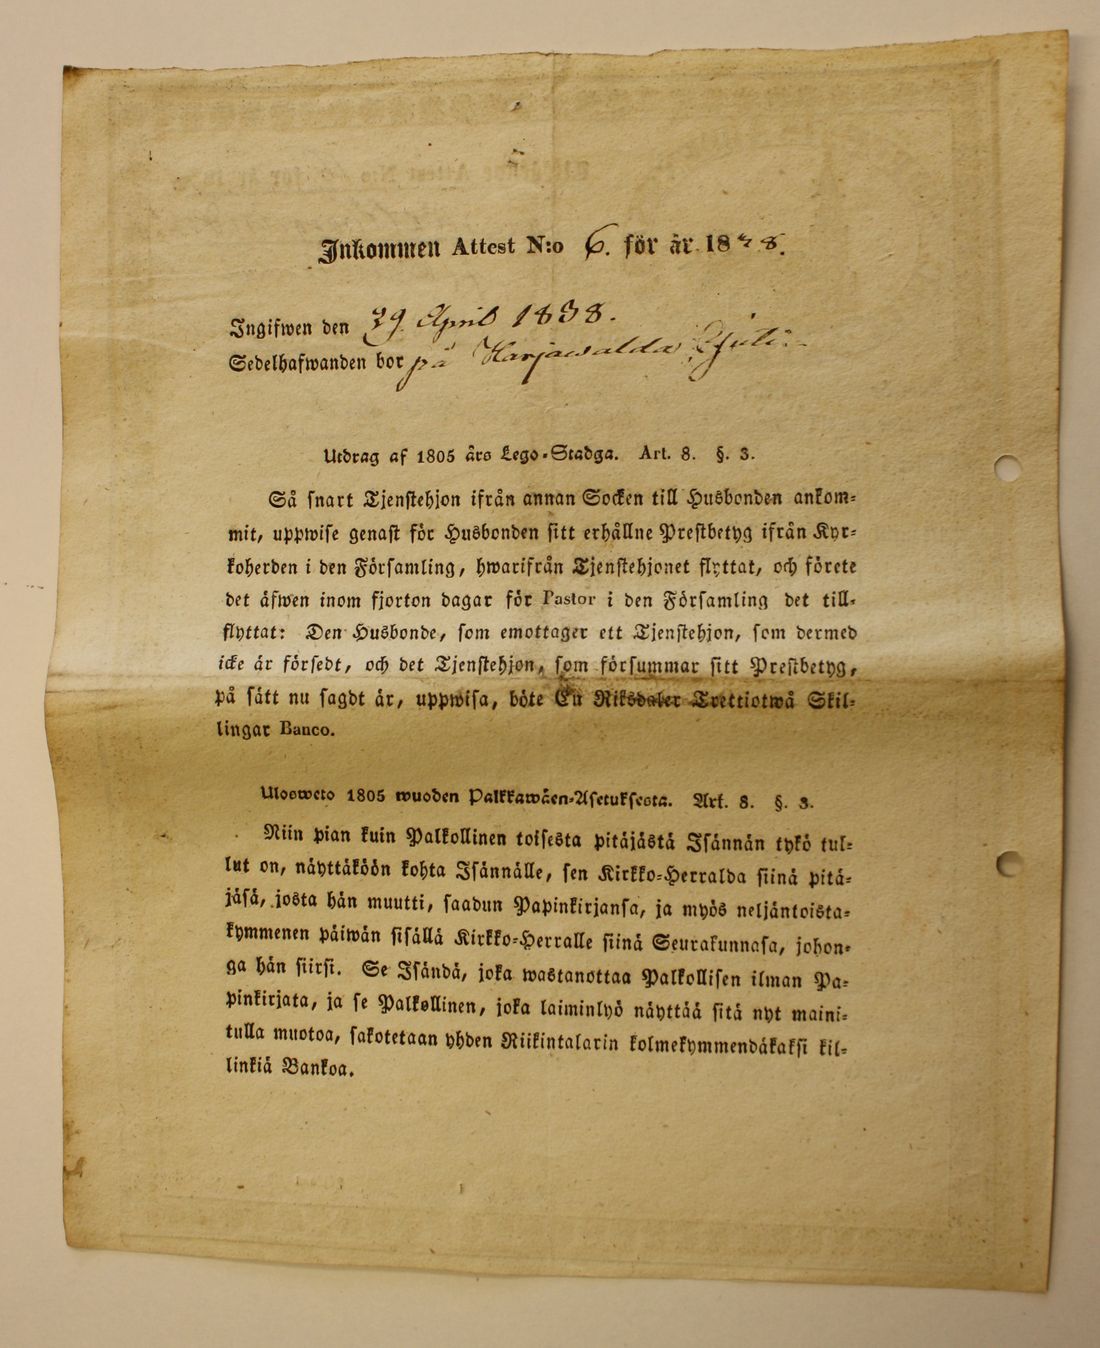 Inkommen Attest N:o 6. för år 1838.
Ingifwen den 29 April 1838.
Sedelhafwanden bor på Harjawalda
Utdrag af 1805 års Lego-Stadga. Art. 8. §. 3.
Så snart Tjenstehjon ifrån annan Socken till Husbonden ankom-
mit, uppwise genast för Husbonden sitt erhållne Prestbetyg ifrån Kyr-
koherden i den Församling, hwarifrån Tjenstehjonet flyttat, och förete
det äfwen inom fjorton dagar för Pastor i den Församling det till-
flyttat: Den Husbonde, som emottager ett Tjenstehjon, som dermed
icke är försedt, och det Tjenstehjon, som försummar sitt Prestbetyg,
på sätt nu sagdt är, uppwisa, böte En Riksdaler Trettiotwå Skil-
lingar Banco.
Ulosweto 1805 wuoden Palkkawäen-Asetuksesta. Art. 8. §. 3.
Niin pian kuin Palkollinen toisesta pitäjästä Isännän tykö tul-
lut on, näyttäköön kohta Isännälle, sen Kirkko-Herralda siinä pitä-
jäsä, josta hän muutti, saadun Papinkirjansa, ja myös neljäntoista-
kymmenen päiwän sisällä Kirkko-Herralle siinä Seurakunnasa, johon-
ga hän siirsi. Se Isändä, joka wastanottaa Palkollisen ilman Pa-
pinkirjata, ja se Palkollinen, joka laiminlyö näyttää sitä nyt maini-
tulla muotoa, sakotetaan yhden Riikintalarin kolmekymmendäkaksi kil-
linkiä Bankoa.